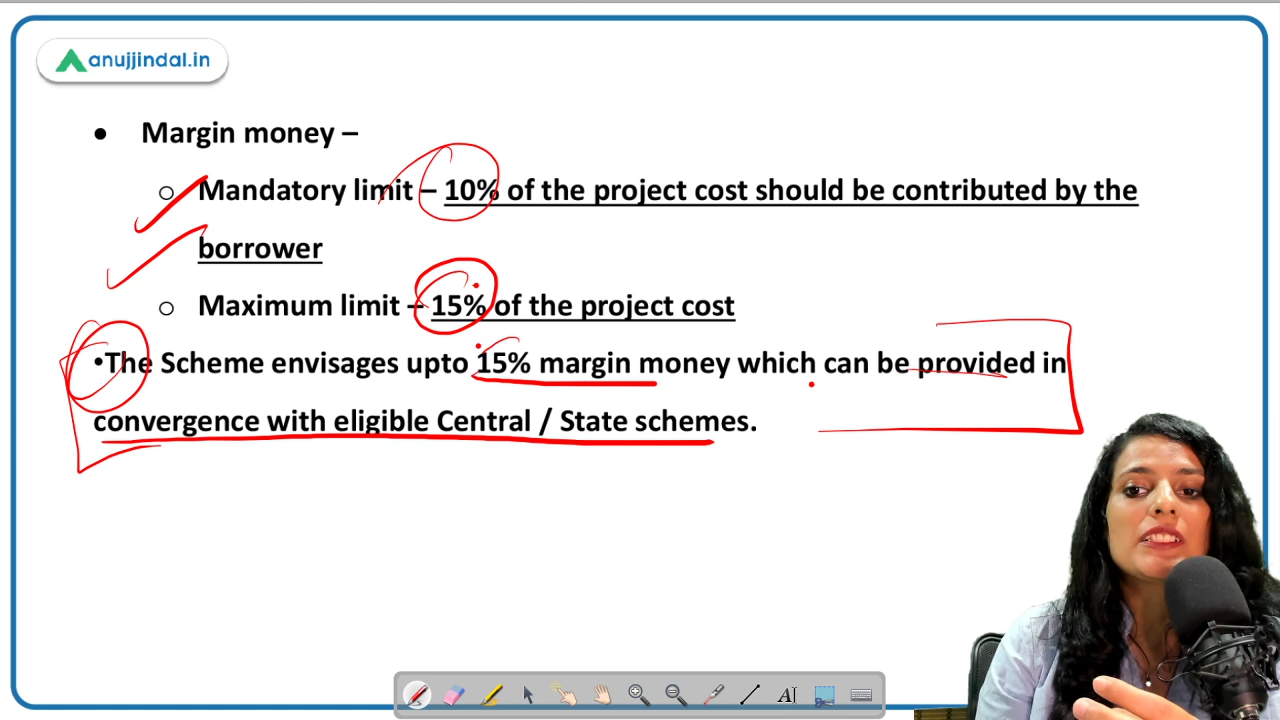 anujjindal.in
• Margin money –
o Mandatory limit – 10% of the project cost should be contributed by the
borrower
o Maximum limit – 15% of the project cost
•The Scheme envisages upto 15% margin money which can be provided in
convergence with eligible Central / State schemes.
A